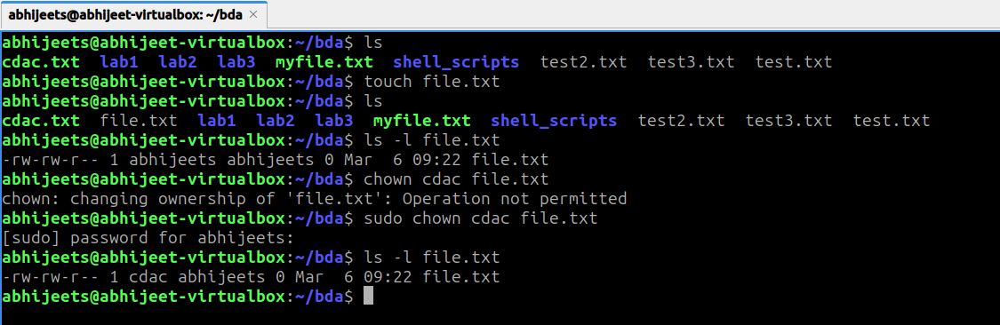 abhijeets@abhijeet-virtualbox: ~/bda ×
abhijeets@abhijeet-virtualbox:~/bda$ ls
cdac.txt  lab1  lab2  lab3  myfile.txt  shell_scripts  test2.txt  test3.txt  test.txt
abhijeets@abhijeet-virtualbox:~/bda$ touch file.txt
abhijeets@abhijeet-virtualbox:~/bda$ ls
cdac.txt  file.txt  lab1  lab2  lab3  myfile.txt  shell_scripts  test2.txt  test3.txt  test.txt
abhijeets@abhijeet-virtualbox:~/bda$ ls -l file.txt
-rw-rw-r-- 1 abhijeets abhijeets 0 Mar  6 09:22 file.txt
abhijeets@abhijeet-virtualbox:~/bda$ chown cdac file.txt
chown: changing ownership of 'file.txt': Operation not permitted
abhijeets@abhijeet-virtualbox:~/bda$ sudo chown cdac file.txt
[sudo] password for abhijeets:
abhijeets@abhijeet-virtualbox:~/bda$ ls -l file.txt
-rw-rw-r-- 1 cdac abhijeets 0 Mar  6 09:22 file.txt
abhijeets@abhijeet-virtualbox:~/bda$